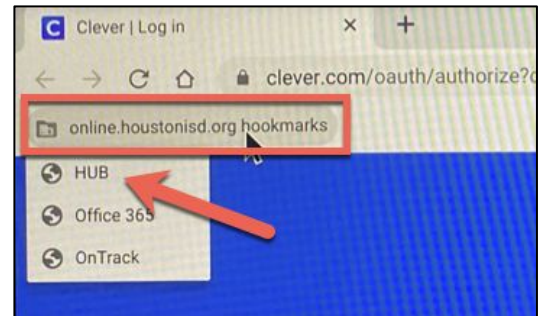 C Clever | Log in
clever.com/oauth/authorize?
online.houstonisd.org bookmarks
HUB
Office 365
OnTrack